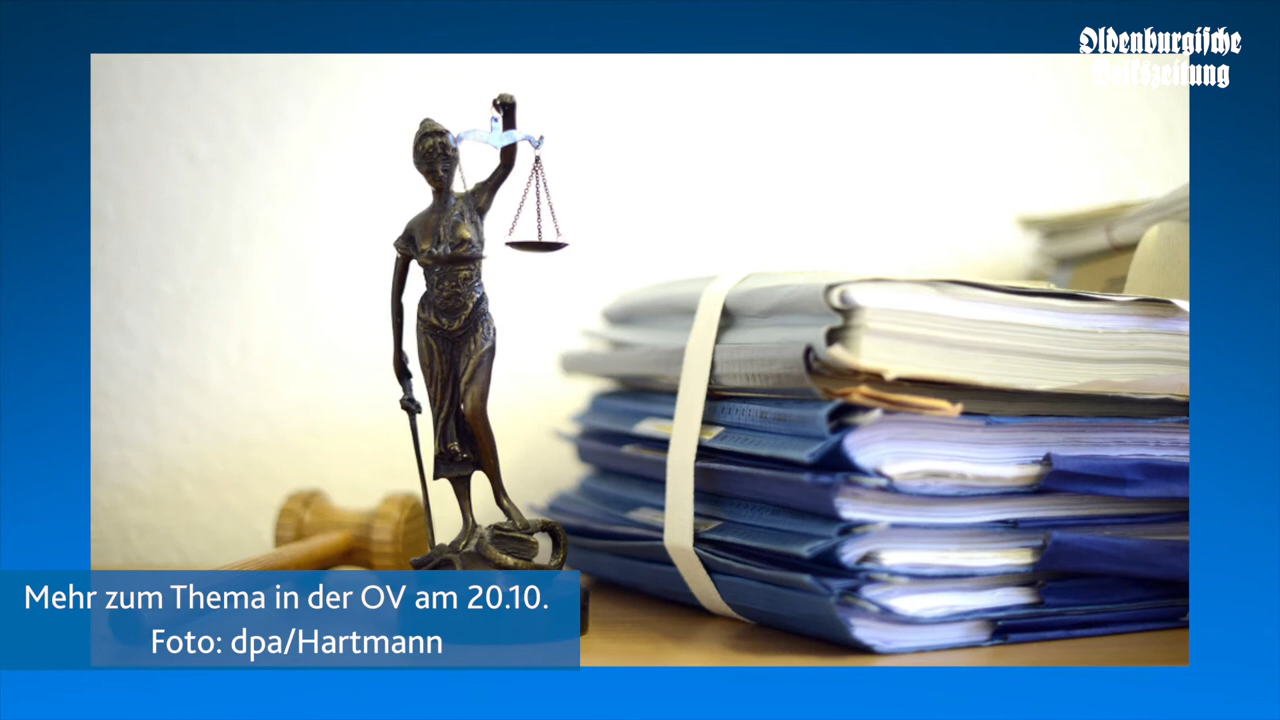 Oldenburgische
Volkszeitung
Mehr zum Thema in der OV am 20.10.
Foto: dpa/Hartmann